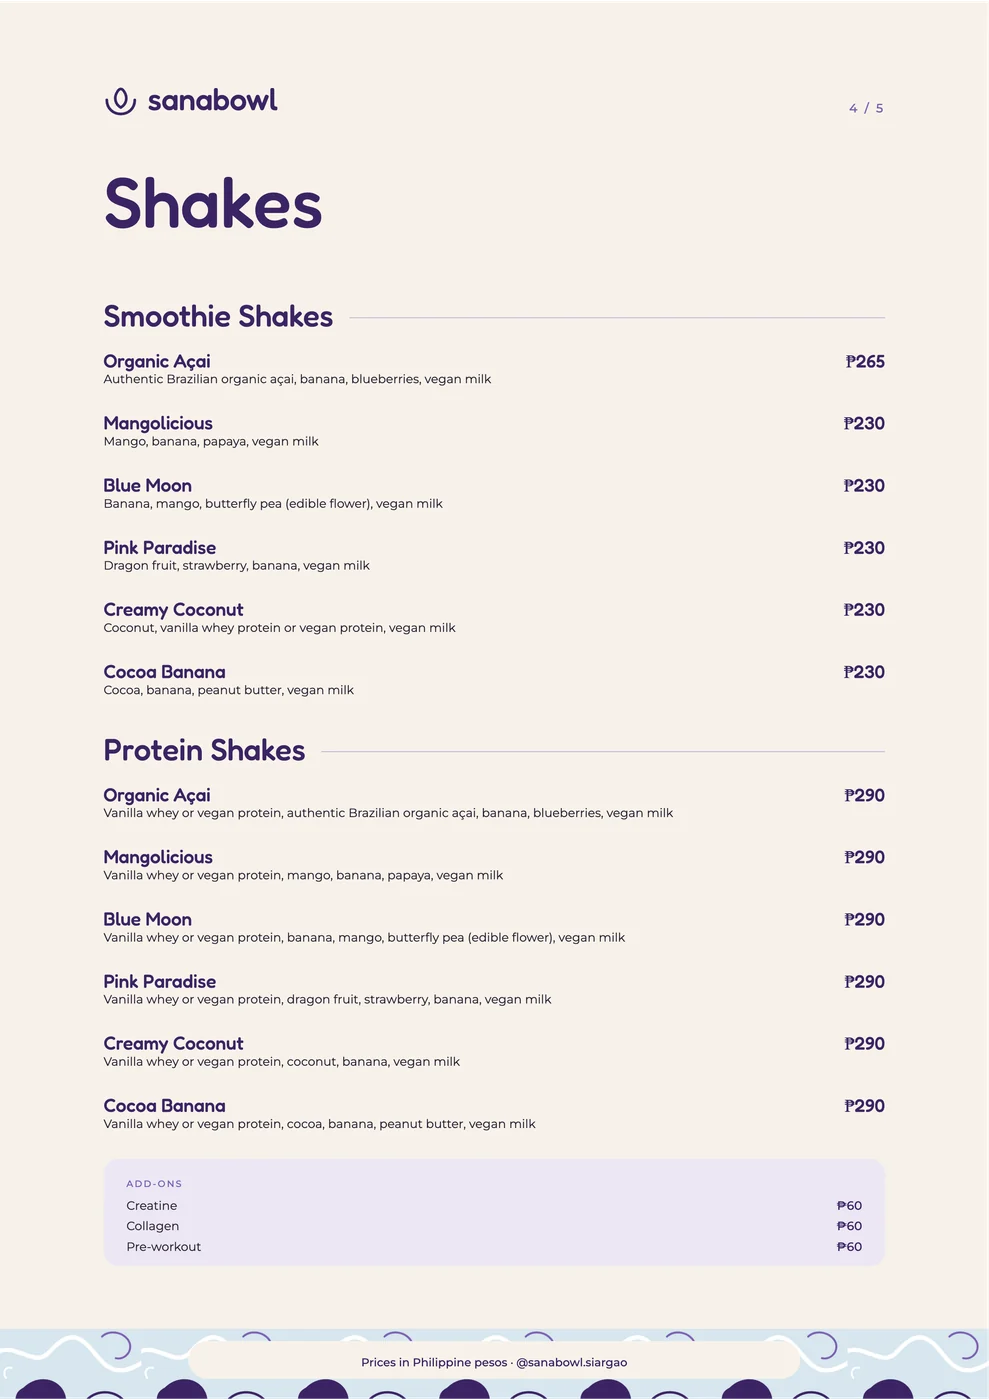 sanabowl
4 / 5
Shakes
Smoothie Shakes
Organic Açai ₱265
Authentic Brazilian organic açai, banana, blueberries, vegan milk
Mangolicious ₱230
Mango, banana, papaya, vegan milk
Blue Moon ₱230
Banana, mango, butterfly pea (edible flower), vegan milk
Pink Paradise ₱230
Dragon fruit, strawberry, banana, vegan milk
Creamy Coconut ₱230
Coconut, vanilla whey protein or vegan protein, vegan milk
Cocoa Banana ₱230
Cocoa, banana, peanut butter, vegan milk
Protein Shakes
Organic Açai ₱290
Vanilla whey or vegan protein, authentic Brazilian organic açai, banana, blueberries, vegan milk
Mangolicious ₱290
Vanilla whey or vegan protein, mango, banana, papaya, vegan milk
Blue Moon ₱290
Vanilla whey or vegan protein, banana, mango, butterfly pea (edible flower), vegan milk
Pink Paradise ₱290
Vanilla whey or vegan protein, dragon fruit, strawberry, banana, vegan milk
Creamy Coconut ₱290
Vanilla whey or vegan protein, coconut, banana, vegan milk
Cocoa Banana ₱290
Vanilla whey or vegan protein, cocoa, banana, peanut butter, vegan milk
ADD-ONS
Creatine ₱60
Collagen ₱60
Pre-workout ₱60
Prices in Philippine pesos · @sanabowl.siargao